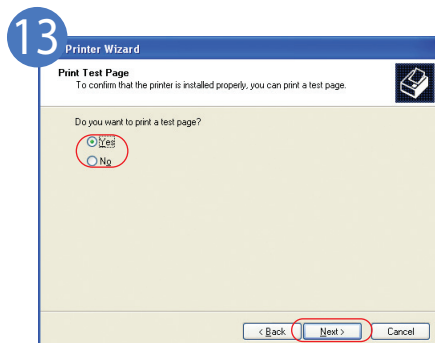 13
Printer Wizard
Print Test Page
To confirm that the printer is installed properly, you can print a test page.
Do you want to print a test page?
Yes
No
< Back Next > Cancel